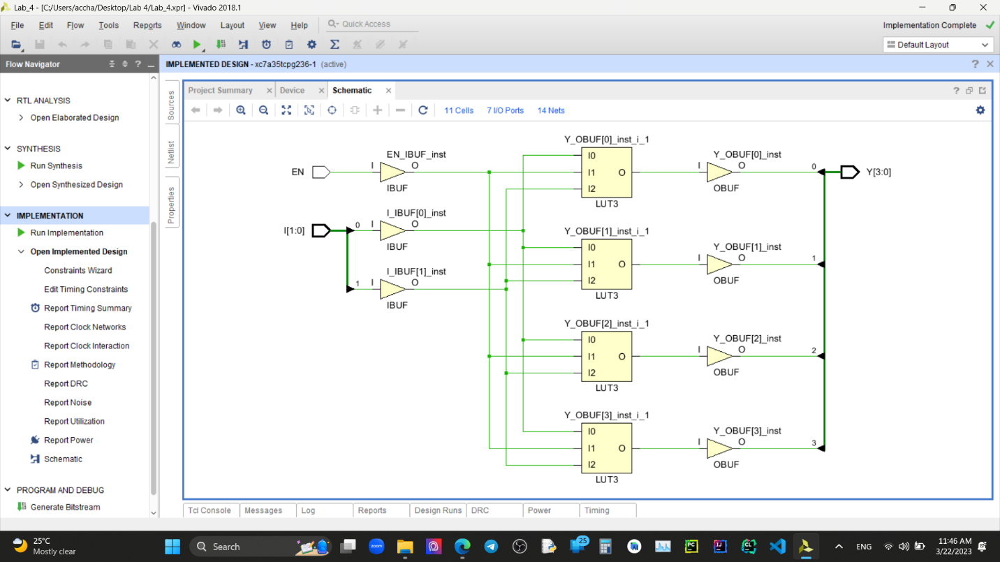 Lab_4 - [C:/Users/accha/Desktop/Lab 4/Lab_4.xpr] - Vivado 2018.1
File Edit Flow Tools Reports Window Layout View Help Quick Access
Implementation Complete
Default Layout
Flow Navigator
IMPLEMENTED DESIGN - xc7a35tcpg236-1 (active)
RTL ANALYSIS
Open Elaborated Design
SYNTHESIS
Run Synthesis
Open Synthesized Design
IMPLEMENTATION
Run Implementation
Open Implemented Design
Constraints Wizard
Edit Timing Constraints
Report Timing Summary
Report Clock Networks
Report Clock Interaction
Report Methodology
Report DRC
Report Noise
Report Utilization
Report Power
Schematic
PROGRAM AND DEBUG
Generate Bitstream
Sources
Netlist
Properties
Project Summary Device Schematic
11 Cells 7 I/O Ports 14 Nets
EN
EN_IBUF_inst
I O
IBUF
I[1:0]
0
I_IBUF[0]_inst
I O
IBUF
1
I_IBUF[1]_inst
I O
IBUF
Y_OBUF[0]_inst_i_1
I0
I1 O
I2
LUT3
Y_OBUF[1]_inst_i_1
I0
I1 O
I2
LUT3
Y_OBUF[2]_inst_i_1
I0
I1 O
I2
LUT3
Y_OBUF[3]_inst_i_1
I0
I1 O
I2
LUT3
Y_OBUF[0]_inst
I O
OBUF
0
Y_OBUF[1]_inst
I O
OBUF
1
Y_OBUF[2]_inst
I O
OBUF
2
Y_OBUF[3]_inst
I O
OBUF
3
Y[3:0]
Tcl Console Messages Log Reports Design Runs DRC Power Timing
25°C
Mostly clear
Search
zoom
25
PC
IJ
CL
ENG
11:46 AM
3/22/2023